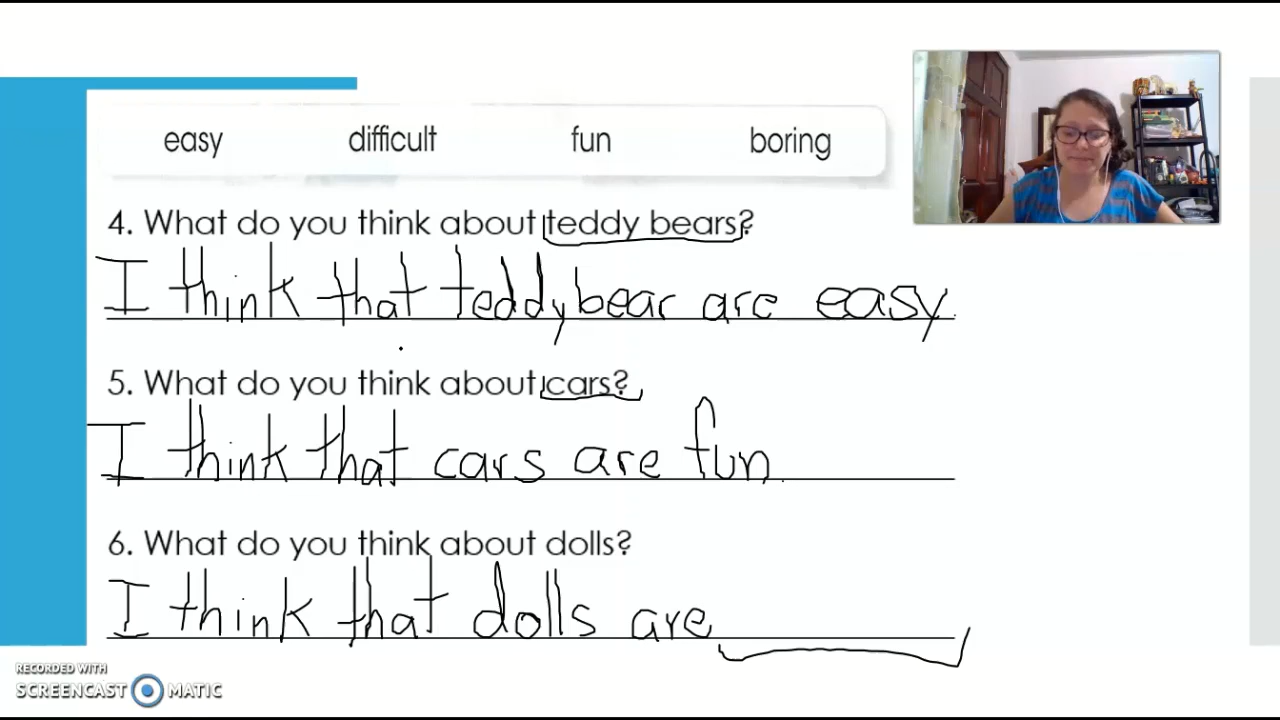 easy difficult fun boring
4. What do you think about teddy bears?
I think that teddybear are easy.
5. What do you think about cars?
I think that cars are fun.
6. What do you think about dolls?
I think that dolls are
RECORDED WITH
SCREENCAST MATIC